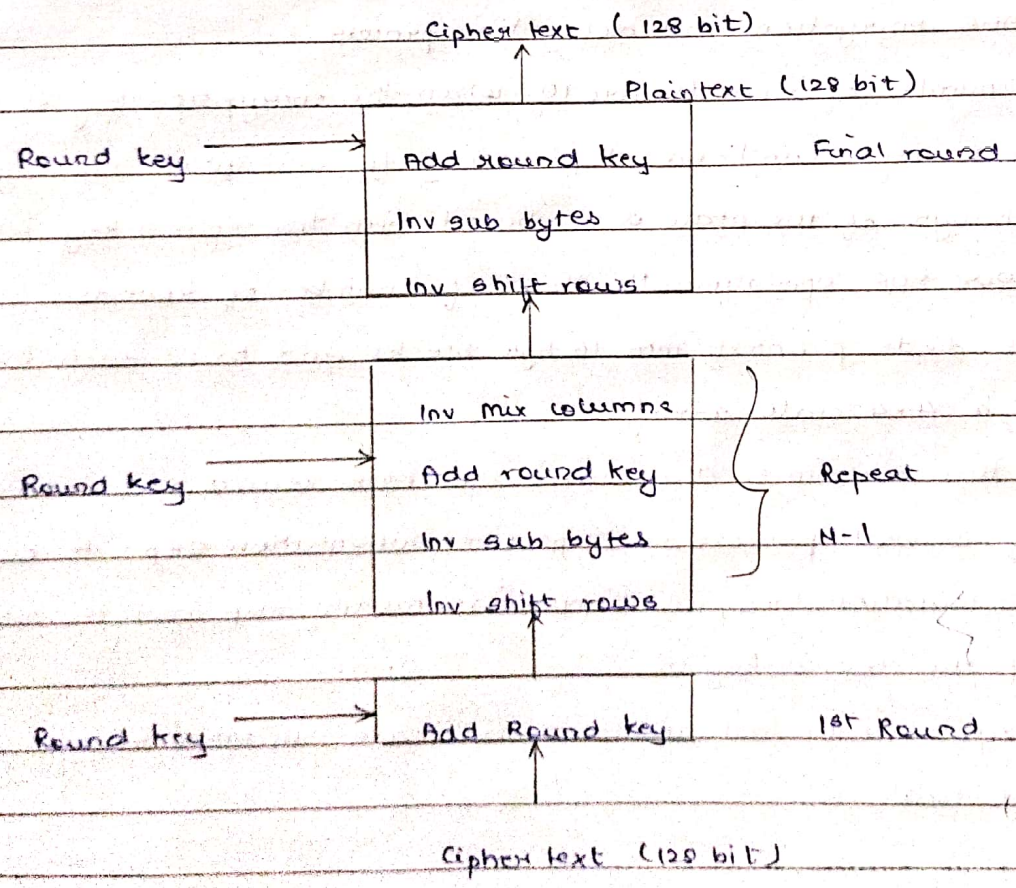 Cipher text (128 bit)
Plaintext (128 bit)
Round key Add round key Final round
Inv sub bytes
Inv shift rows
Inv mix columns
Round key Add round key Repeat
Inv sub bytes N-1
Inv shift rows
Round key Add Round key 1st Round
Cipher text (128 bit)